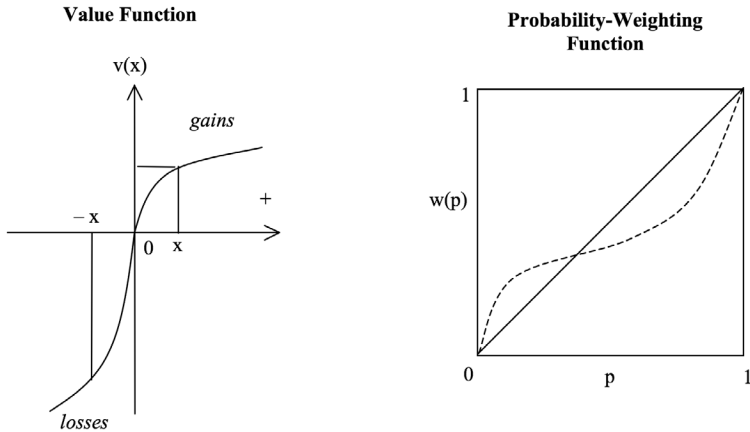 Value Function
v(x)
gains
+
– x
0
x
losses
Probability-Weighting
Function
1
w(p)
0
p
1